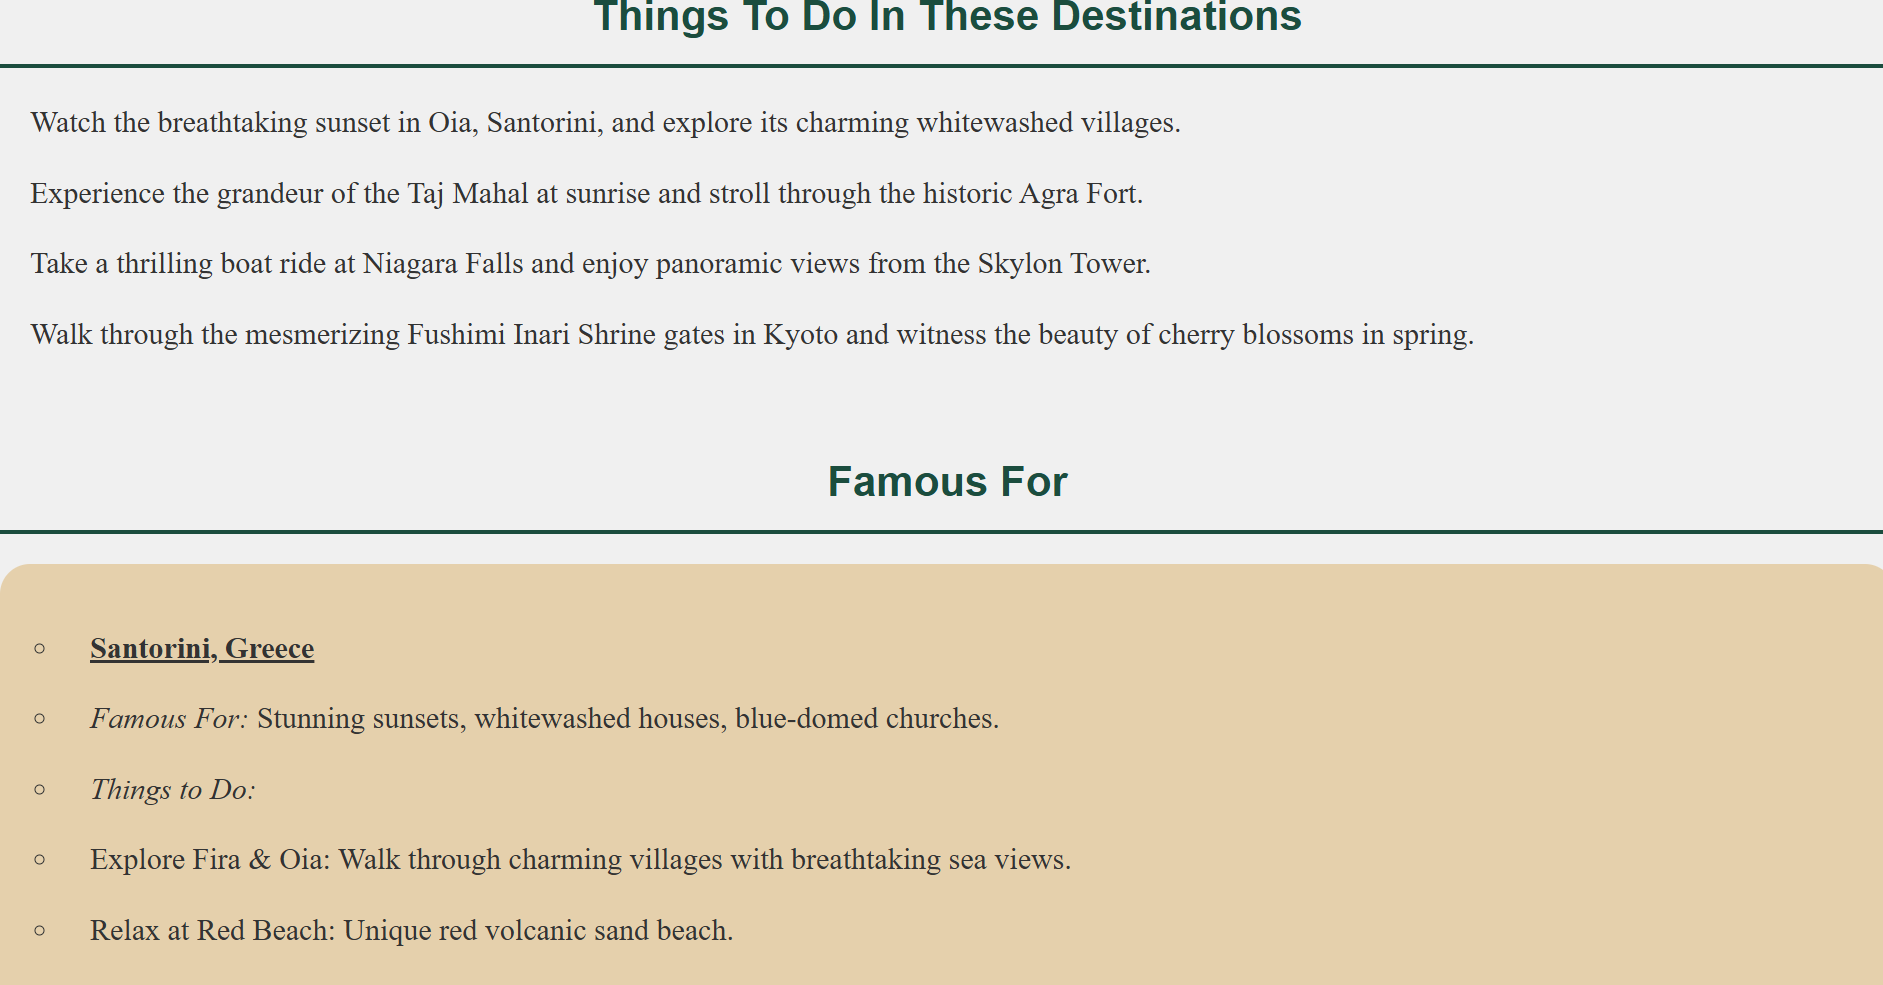 Things To Do In These Destinations
Watch the breathtaking sunset in Oia, Santorini, and explore its charming whitewashed villages.
Experience the grandeur of the Taj Mahal at sunrise and stroll through the historic Agra Fort.
Take a thrilling boat ride at Niagara Falls and enjoy panoramic views from the Skylon Tower.
Walk through the mesmerizing Fushimi Inari Shrine gates in Kyoto and witness the beauty of cherry blossoms in spring.
Famous For
Santorini, Greece
Famous For: Stunning sunsets, whitewashed houses, blue-domed churches.
Things to Do:
Explore Fira & Oia: Walk through charming villages with breathtaking sea views.
Relax at Red Beach: Unique red volcanic sand beach.